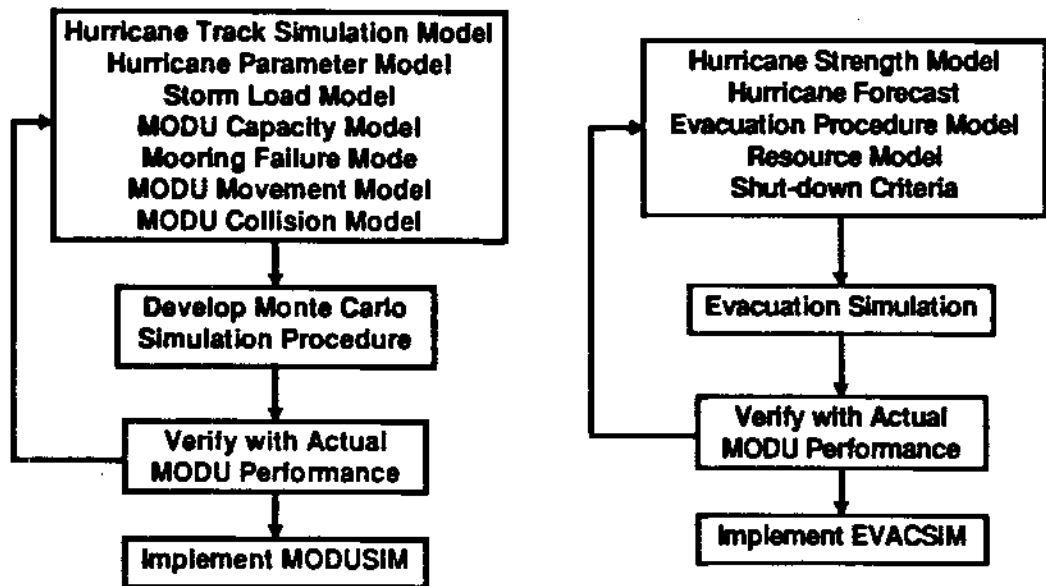 Hurricane Track Simulation Model
Hurricane Parameter Model
Storm Load Model
MODU Capacity Model
Mooring Failure Mode
MODU Movement Model
MODU Collision Model
Develop Monte Carlo
Simulation Procedure
Verify with Actual
MODU Performance
Implement MODUSIM
Hurricane Strength Model
Hurricane Forecast
Evacuation Procedure Model
Resource Model
Shut-down Criteria
Evacuation Simulation
Verify with Actual
MODU Performance
Implement EVACSIM